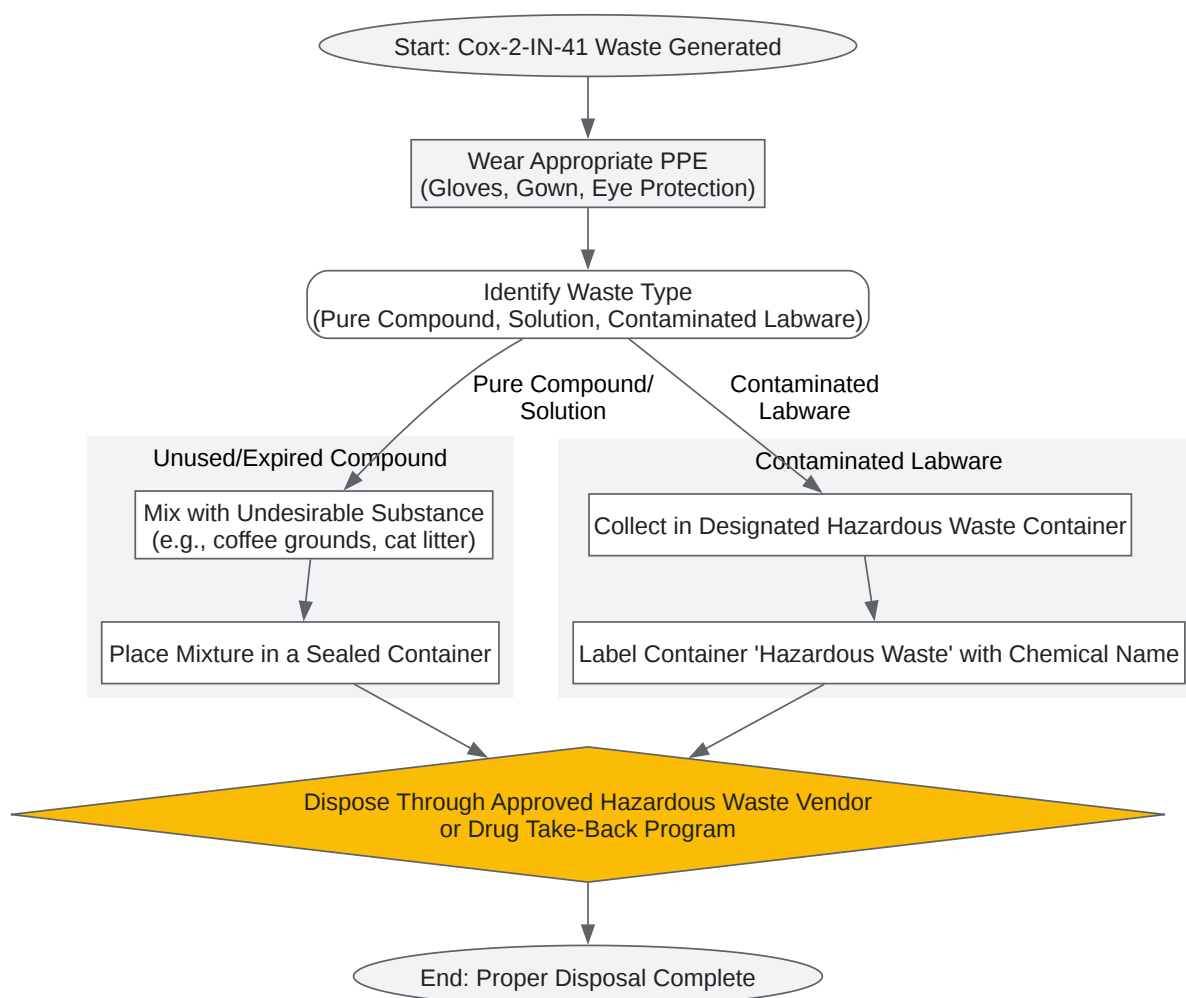 Start: Cox-2-IN-41 Waste Generated
Wear Appropriate PPE
(Gloves, Gown, Eye Protection)
Identify Waste Type
(Pure Compound, Solution, Contaminated Labware)
Pure Compound/
Solution
Contaminated
Labware
Unused/Expired Compound
Mix with Undesirable Substance
(e.g., coffee grounds, cat litter)
Place Mixture in a Sealed Container
Contaminated Labware
Collect in Designated Hazardous Waste Container
Label Container 'Hazardous Waste' with Chemical Name
Dispose Through Approved Hazardous Waste Vendor
or Drug Take-Back Program
End: Proper Disposal Complete